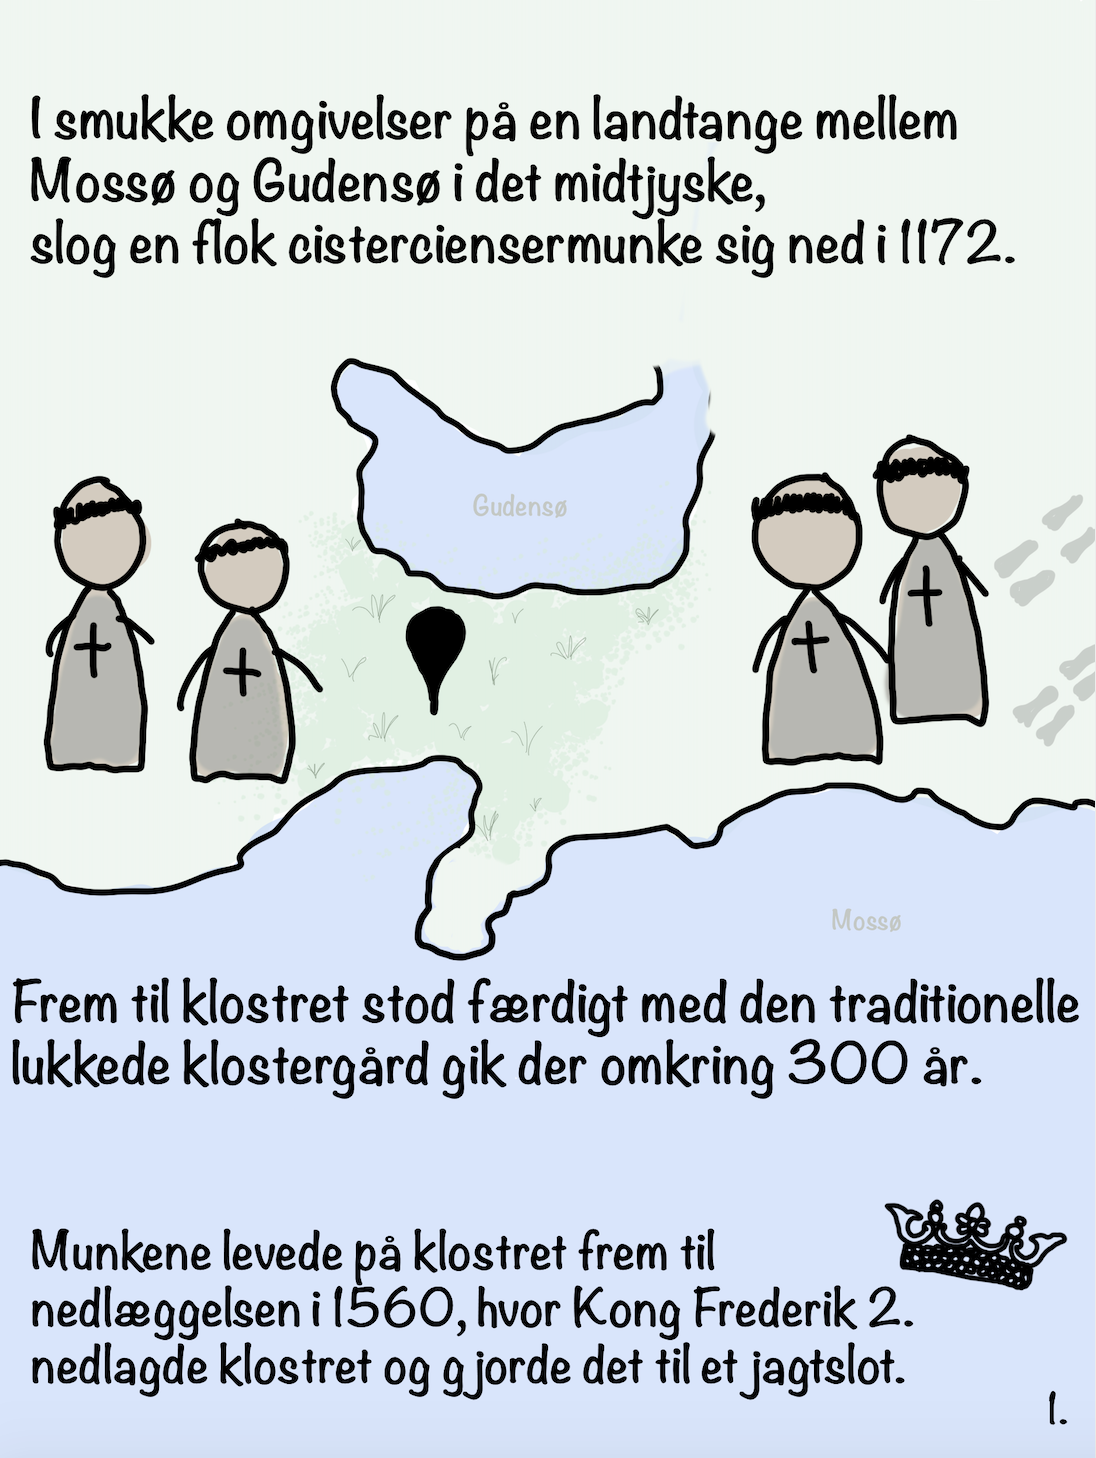 I smukke omgivelser på en landtange mellem
Mossø og Gudensø i det midtjyske,
slog en flok cisterciensermunke sig ned i 1172.
Gudensø
Mossø
Frem til klostret stod færdigt med den traditionelle
lukkede klostergård gik der omkring 300 år.
Munkene levede på klostret frem til
nedlæggelsen i 1560, hvor Kong Frederik 2.
nedlagde klostret og gjorde det til et jagtslot.
1.